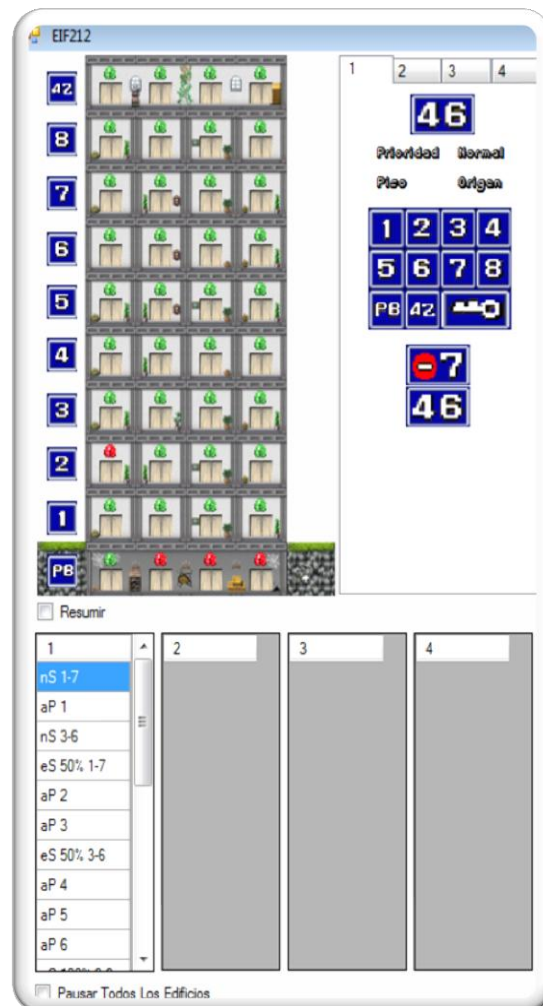 EIF212
42
8
7
6
5
4
3
2
1
PB
1 2 3 4
46
Prioridad Normal
Piso Origen
1 2 3 4
5 6 7 8
PB 42
-7
46
Resumir
1 2 3 4
nS 1-7
aP 1
nS 3-6
eS 50% 1-7
aP 2
aP 3
eS 50% 3-6
aP 4
aP 5
aP 6
Pausar Todos Los Edificios